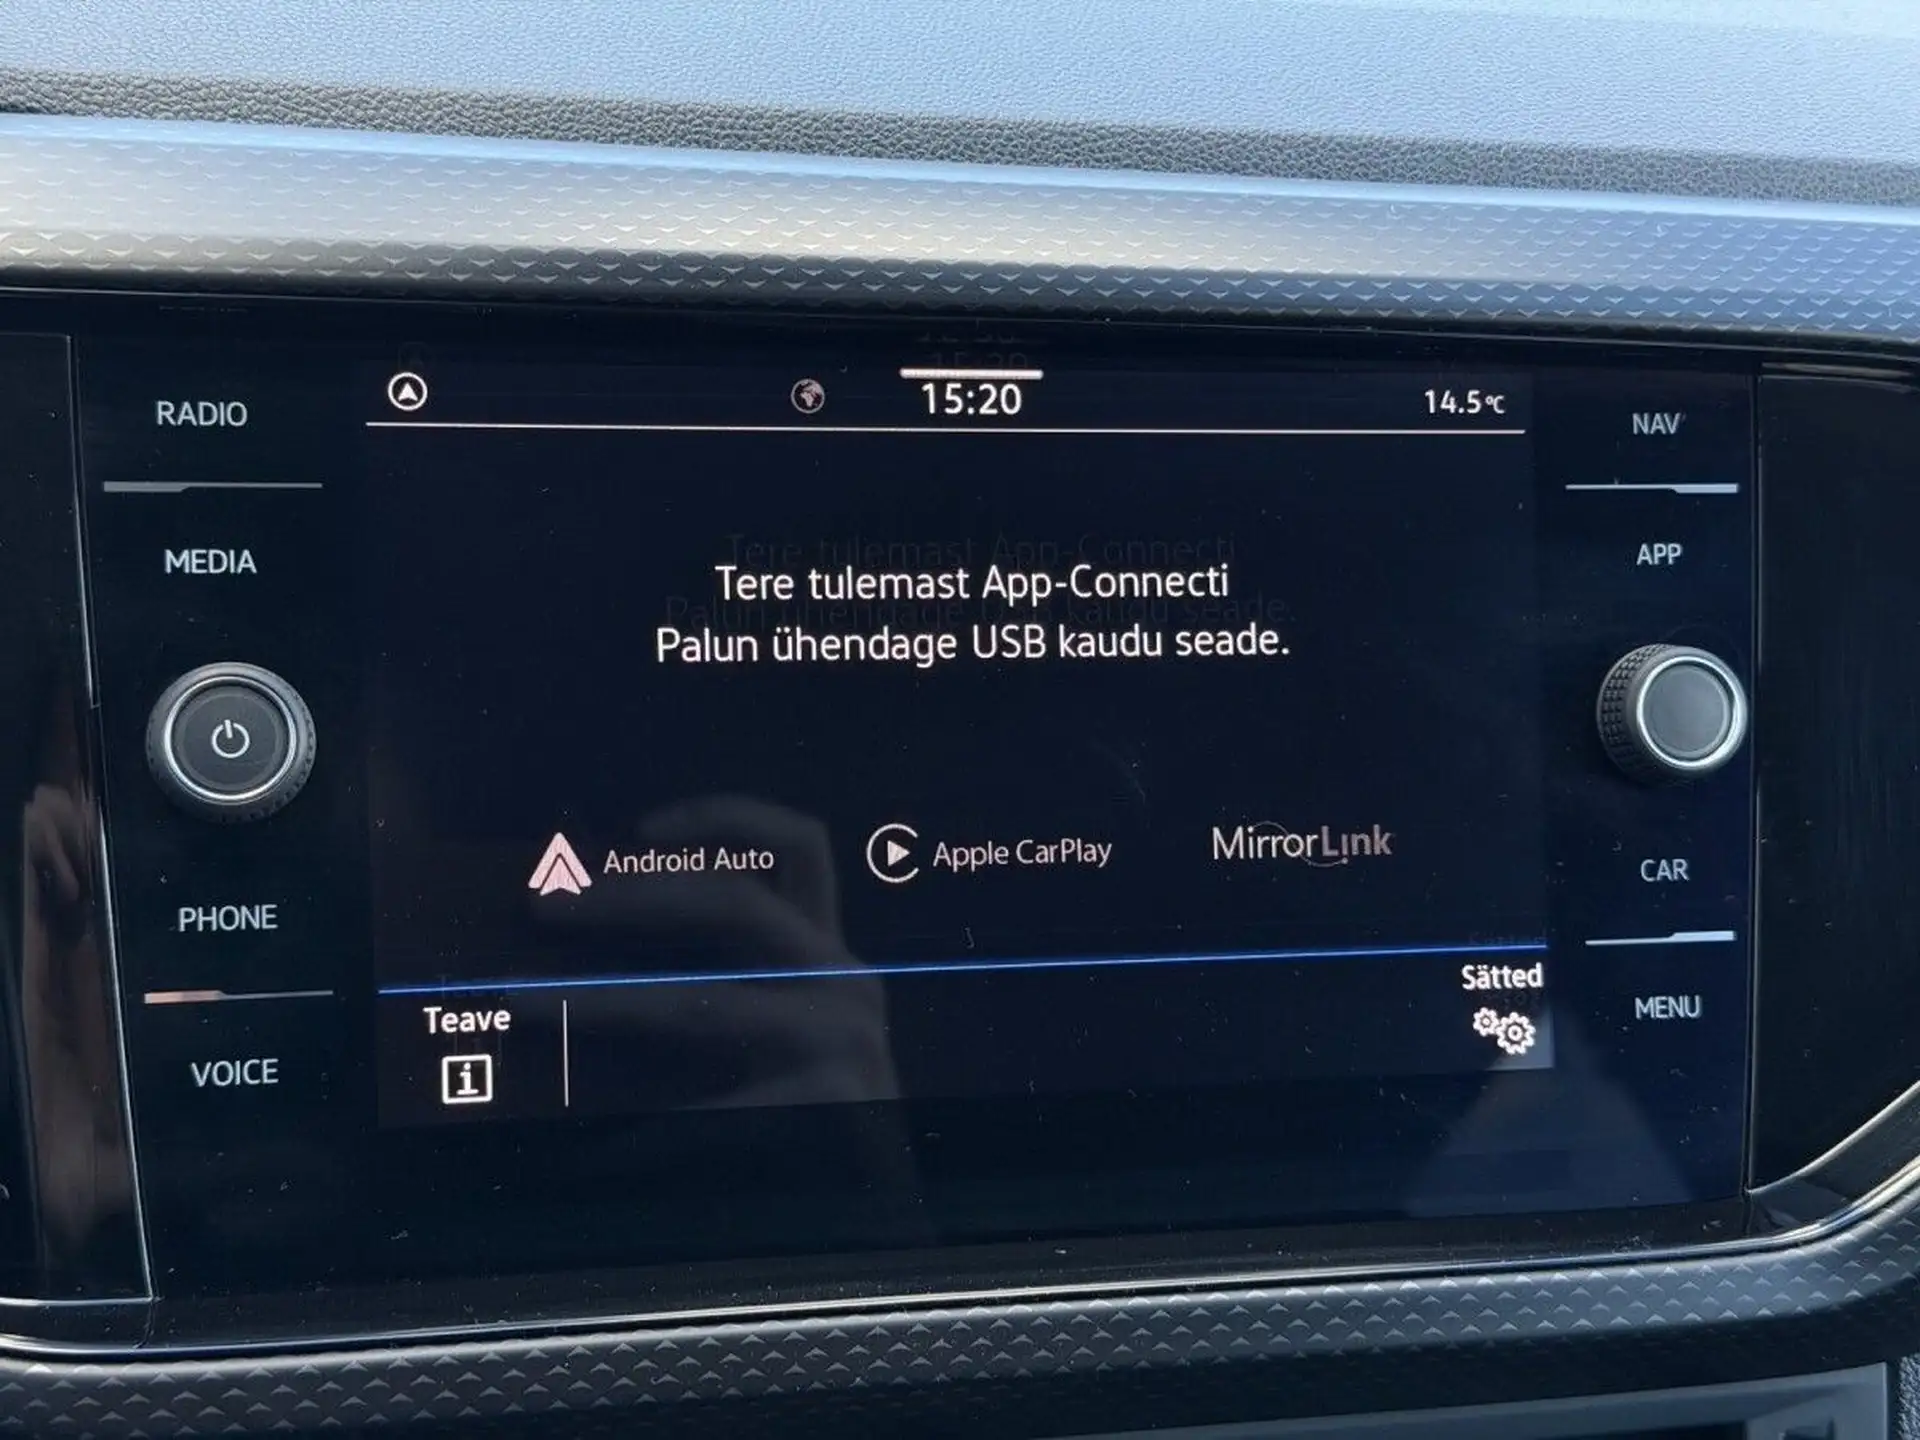 RADIO
MEDIA
PHONE
VOICE
15:20
14.5°C
Tere tulemast App-Connecti
Palun ühendage USB kaudu seade.
Android Auto
Apple CarPlay
MirrorLink
Teave
i
Sätted
NAV
APP
CAR
MENU